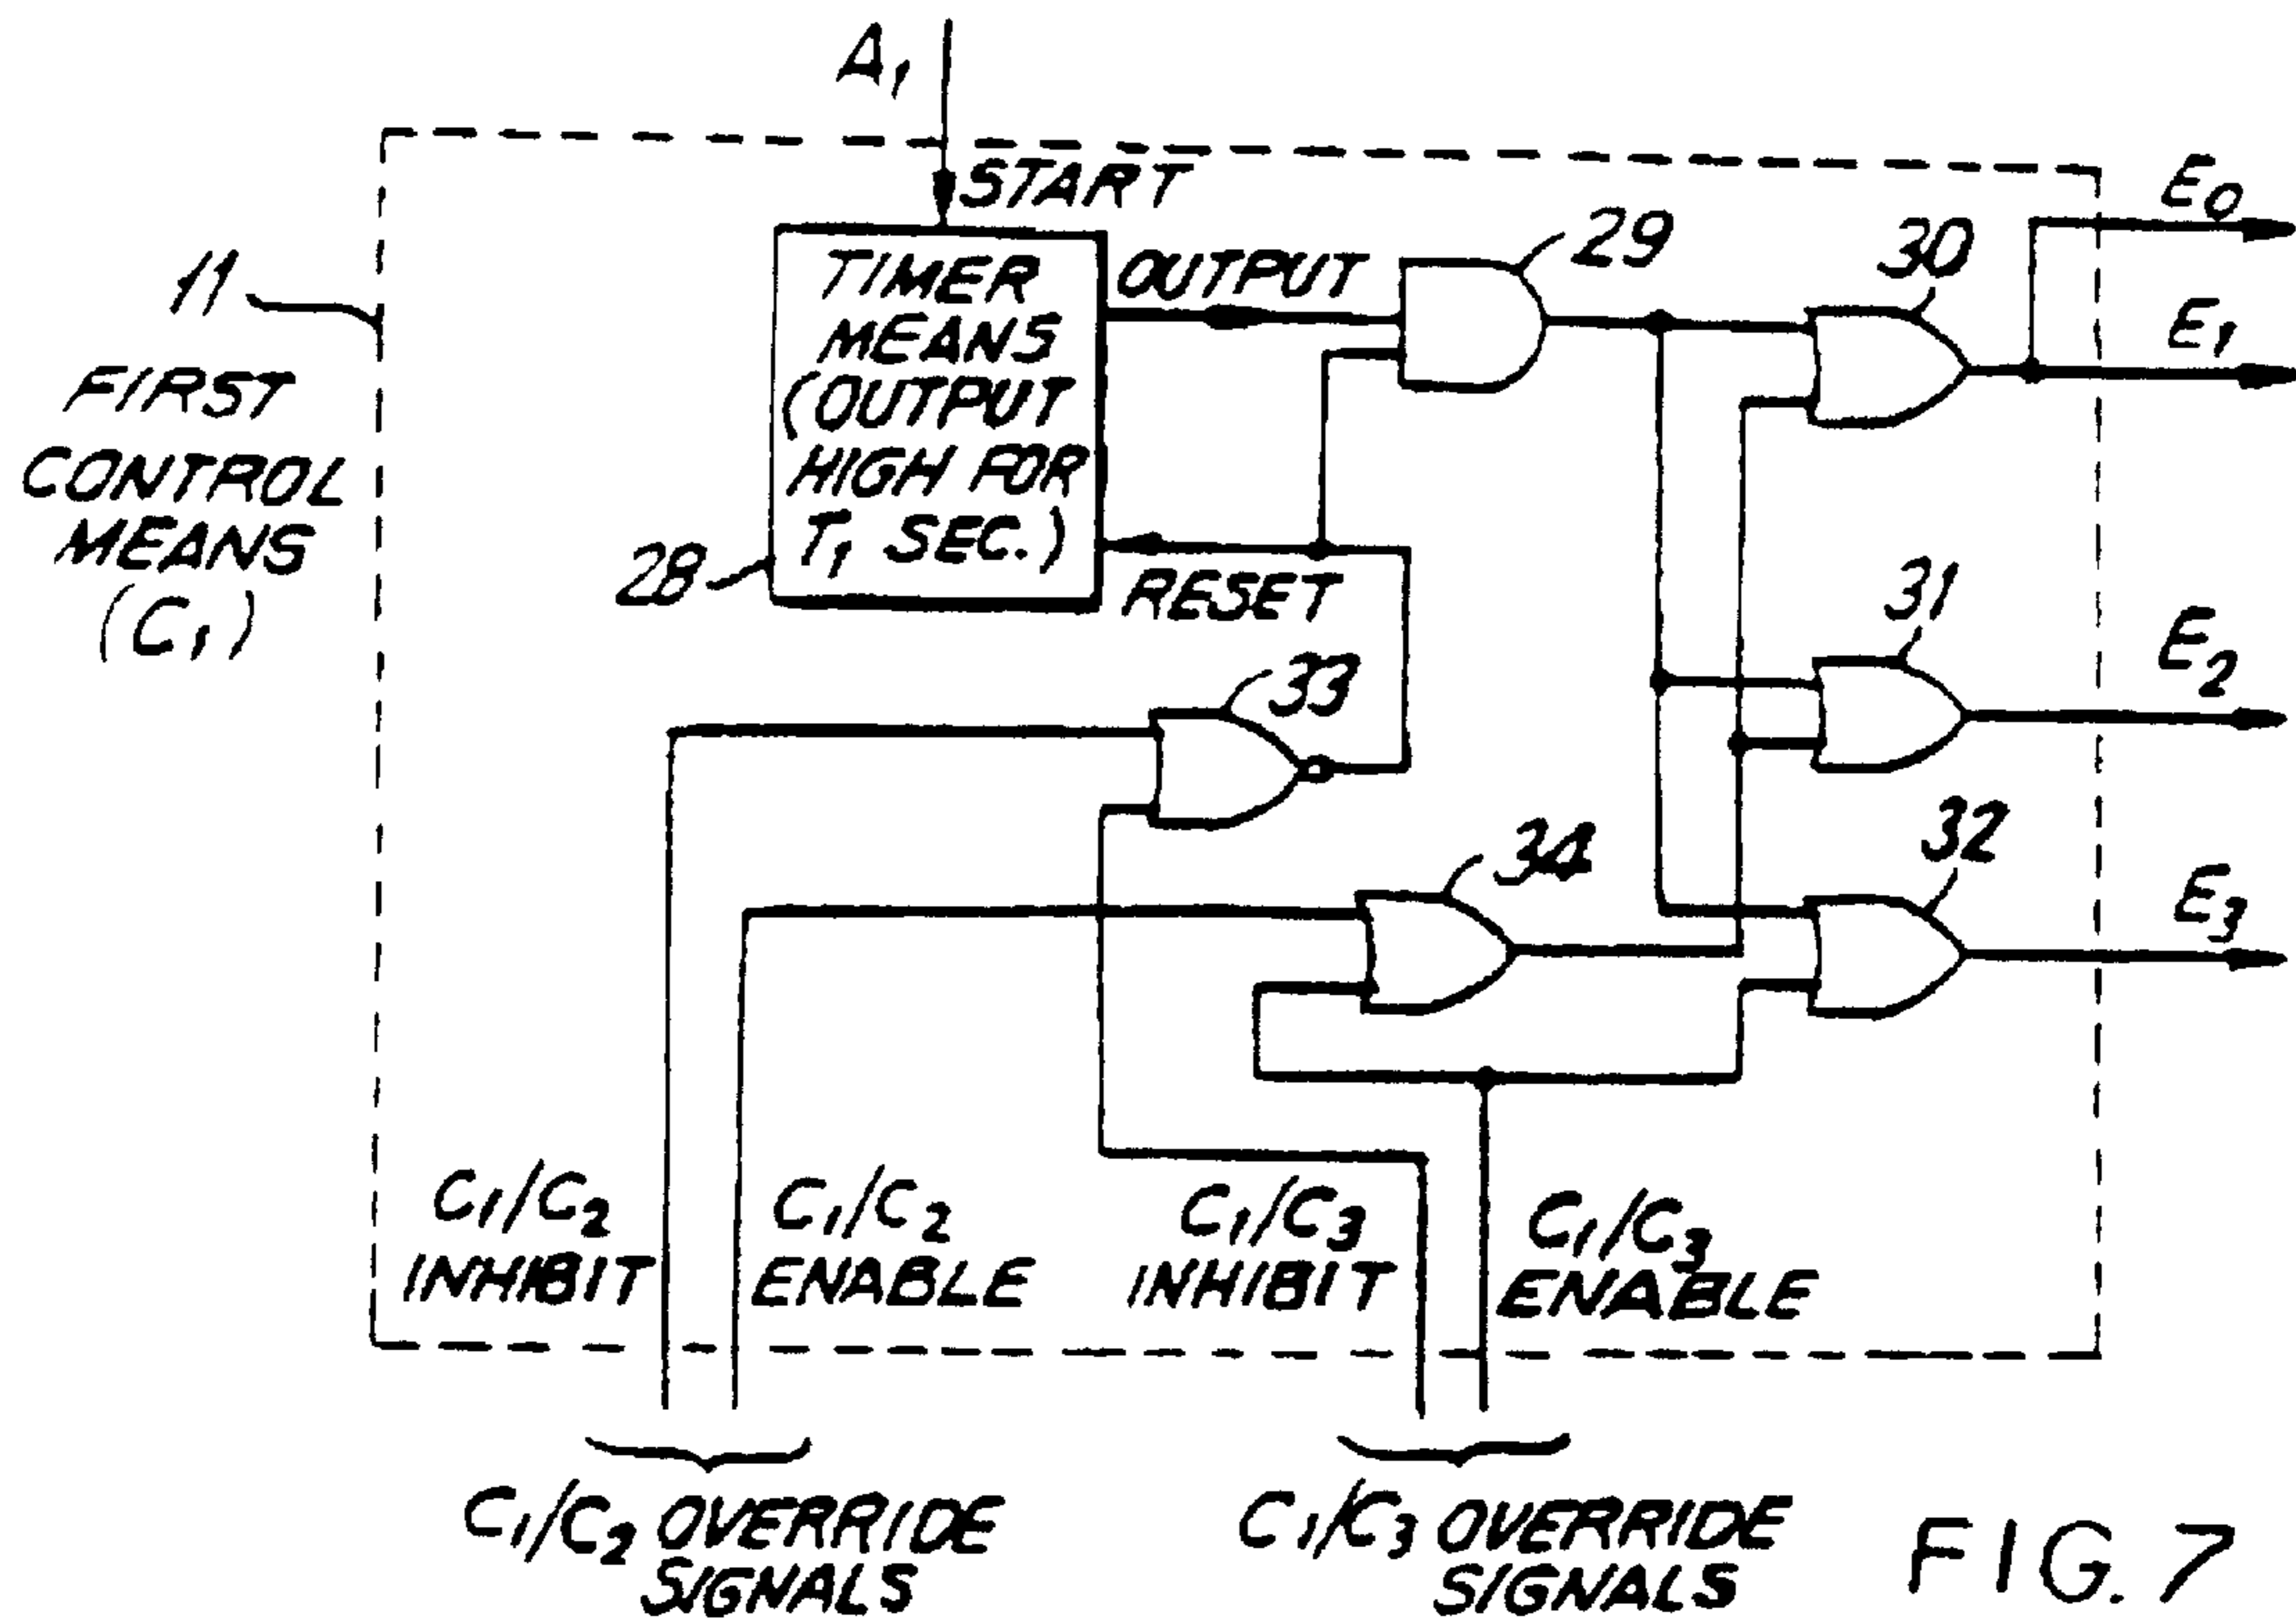 A₁
START
E₀
29
30
11
OUTPUT
TIMER
MEANS
(OUTPUT
HIGH FOR
T₁ SEC.)
E₁
FIRST
CONTROL
MEANS
(C₁)
28
RESET
31
E₂
33
34
32
E₃
C₁/C₂
INHIBIT
C₁/C₂
ENABLE
C₁/C₃
INHIBIT
C₁/C₃
ENABLE
C₁/C₂ OVERRIDE
SIGNALS
C₁/C₃ OVERRIDE
SIGNALS
FIG. 7